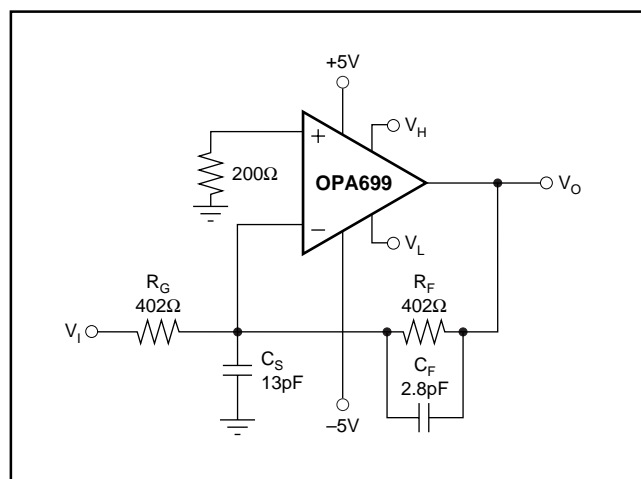 +5V
+
V_H
200Ω
OPA699
V_O
−
V_L
R_G
402Ω
R_F
402Ω
V_I
C_S
13pF
C_F
2.8pF
−5V